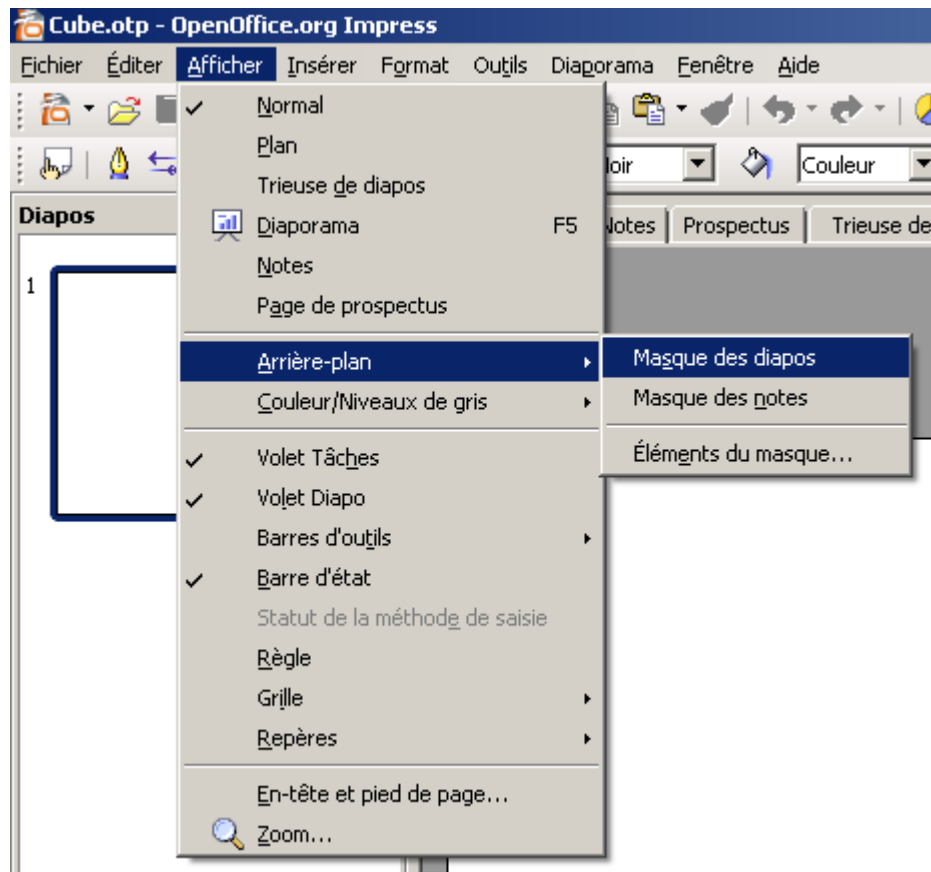 Cube.otp - OpenOffice.org Impress
Fichier Éditer Afficher Insérer Format Outils Diaporama Fenêtre Aide
Couleur
Diapos
Notes Prospectus Trieuse de
1
Normal
Plan
Trieuse de diapos
Diaporama F5
Notes
Page de prospectus
Arrière-plan
Couleur/Niveaux de gris
Volet Tâches
Volet Diapo
Barres d'outils
Barre d'état
Statut de la méthode de saisie
Règle
Grille
Repères
En-tête et pied de page...
Zoom...
Masque des diapos
Masque des notes
Éléments du masque...